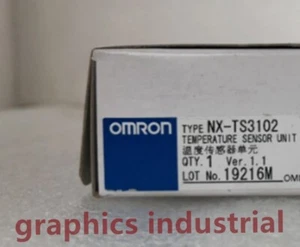 OMRON
TYPE NX-TS3102
TEMPERATURE SENSOR UNIT
温度传感器单元
QTY. 1 Ver. 1.1
LOT No. 19216M OM
graphics industrial